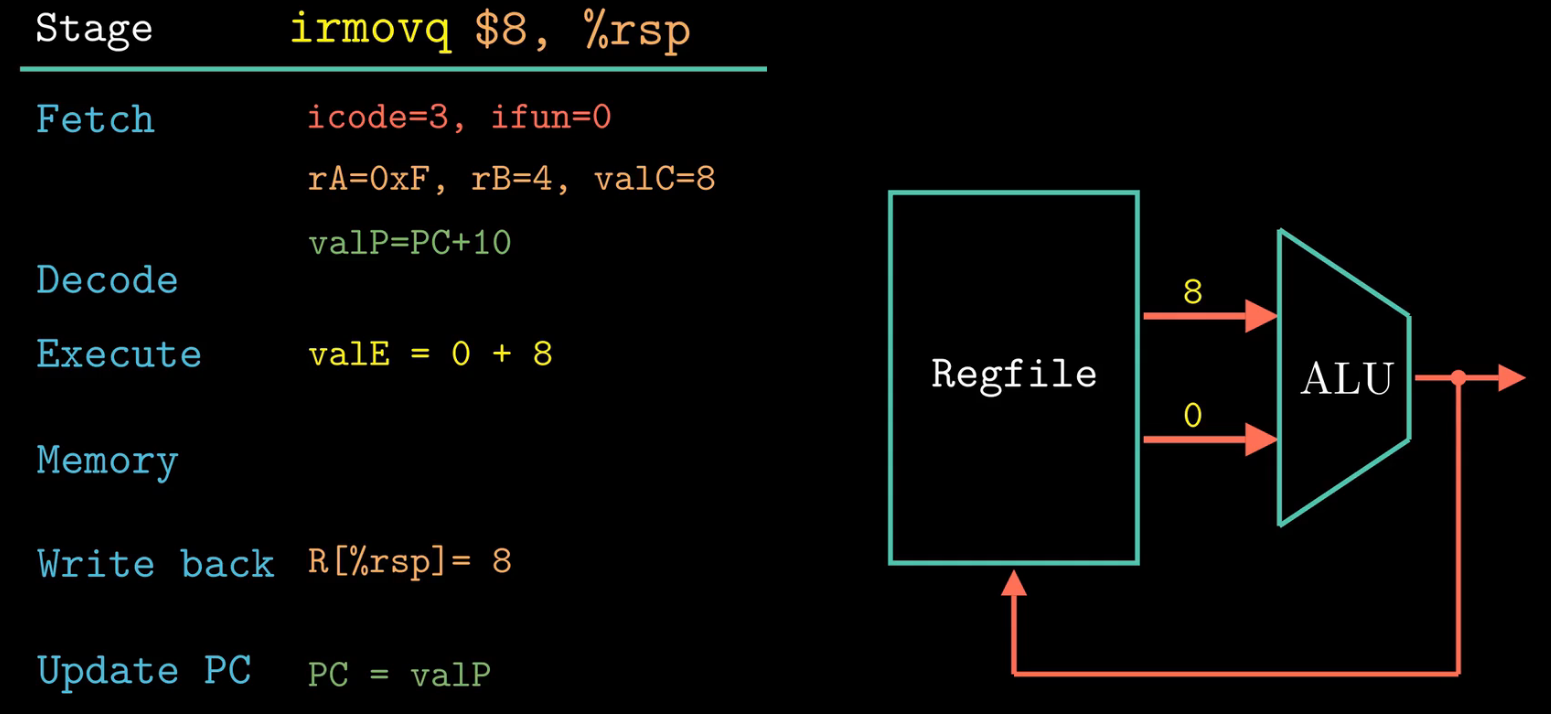 Stage irmovq $8, %rsp
Fetch icode=3, ifun=0
rA=0xF, rB=4, valC=8
valP=PC+10
Decode
Execute valE = 0 + 8
Memory
Write back R[%rsp]= 8
Update PC PC = valP
8
Regfile ALU
0